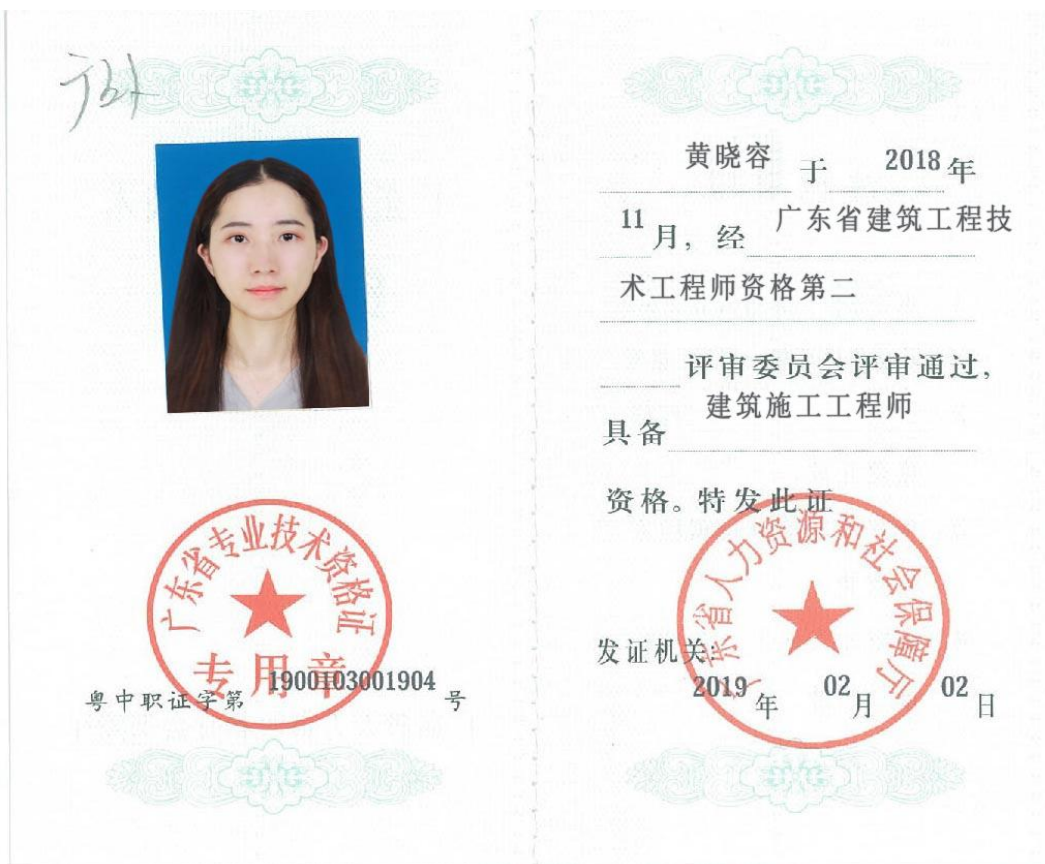 广东省专业技术资格证
专用章
粤中职证字第 1900103001904 号
黄晓容 于 2018 年
11 月，经 广东省建筑工程技
术工程师资格第二
评审委员会评审通过，
具备 建筑施工工程师
资格。特发此证
广东省人力资源和社会保障厅
发证机关：
2019 年 02 月 02 日